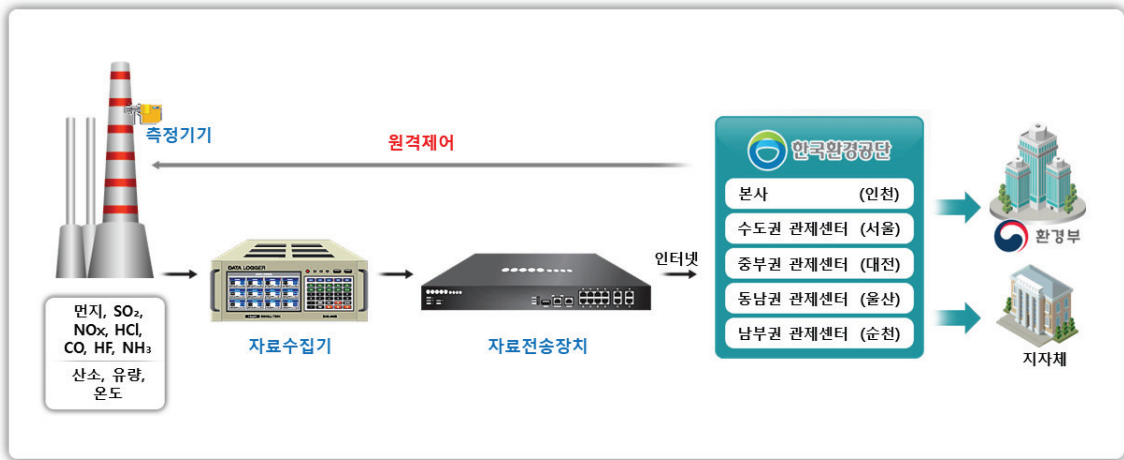 측정기기
원격제어
한국환경공단
본사 (인천)
수도권 관제센터 (서울)
중부권 관제센터 (대전)
동남권 관제센터 (울산)
남부권 관제센터 (순천)
환경부
지자체
인터넷
DATA LOGGER
자료수집기
자료전송장치
먼지, SO₂,
NOx, HCl,
CO, HF, NH₃
산소, 유량,
온도